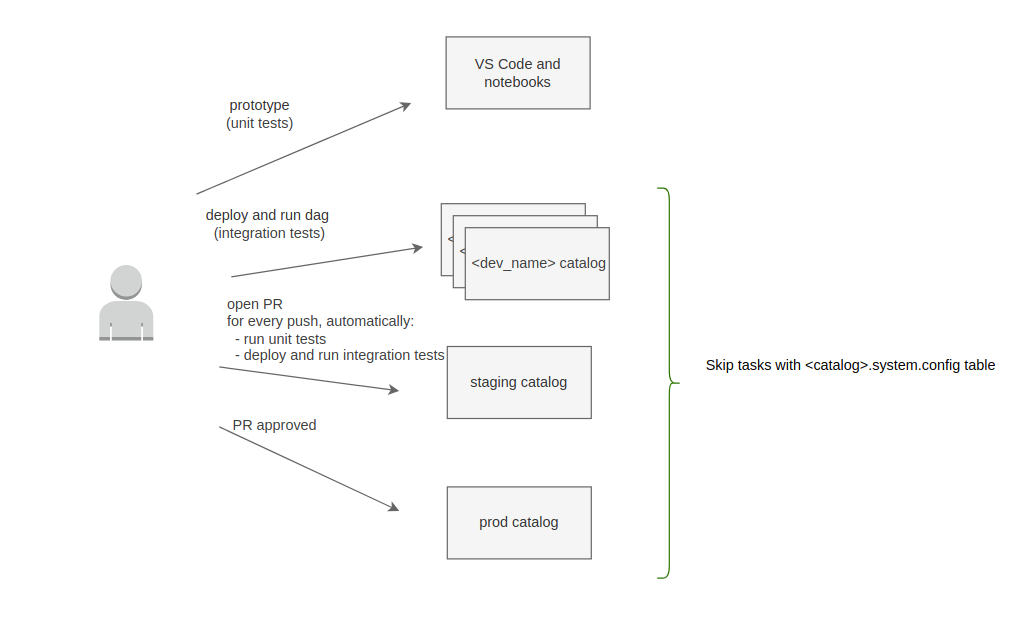 VS Code and
notebooks
prototype
(unit tests)
deploy and run dag
(integration tests)
<
<
<dev_name> catalog
open PR
for every push, automatically:
- run unit tests
- deploy and run integration tests
staging catalog
Skip tasks with <catalog>.system.config table
PR approved
prod catalog